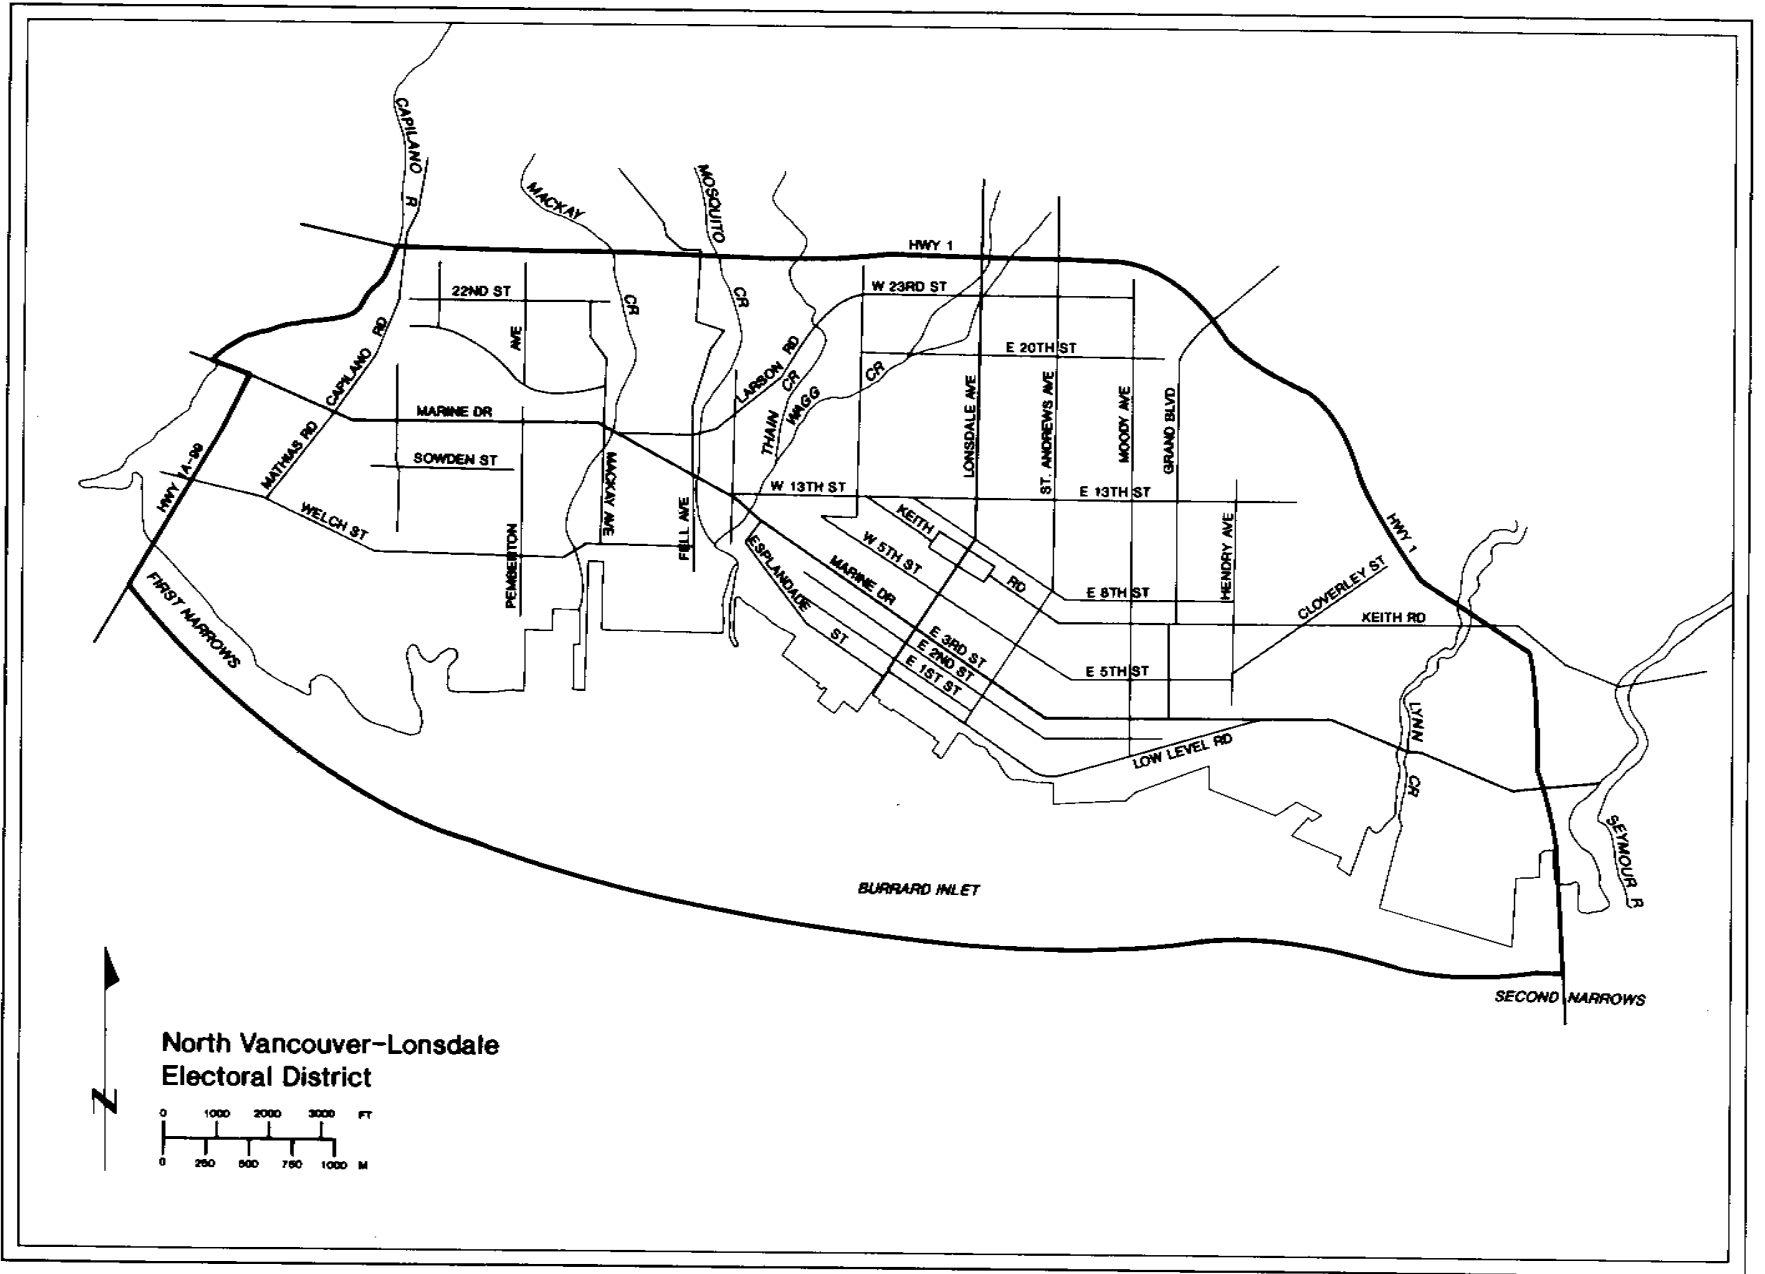 CAPILANO R
MACKAY
CR
MOSQUITO
CR
HWY 1
22ND ST
W 23RD ST
AVE
CAPILANO RD
LARSON RD
E 20TH ST
CR
CR
THAIN
WAGG
LONSDALE AVE
ST. ANDREWS AVE
MOODY AVE
GRAND BLVD
MARINE DR
MATHIAS RD
SOWDEN ST
HWY 1A-99
WELCH ST
MACKAY AVE
FELL AVE
PEMBERTON
W 13TH ST
E 13TH ST
KEITH
RD
W 5TH ST
ESPLANDADE
ST
MARINE DR
HENDRY AVE
HWY 1
CLOVERLEY ST
E 8TH ST
KEITH RD
FIRST NARROWS
E 3RD ST
E 2ND ST
E 1ST ST
E 5TH ST
LOW LEVEL RD
LYNN
CR
SEYMOUR R
BURRARD INLET
SECOND NARROWS
N
North Vancouver-Lonsdale
Electoral District
0 1000 2000 3000 FT
0 250 500 750 1000 M